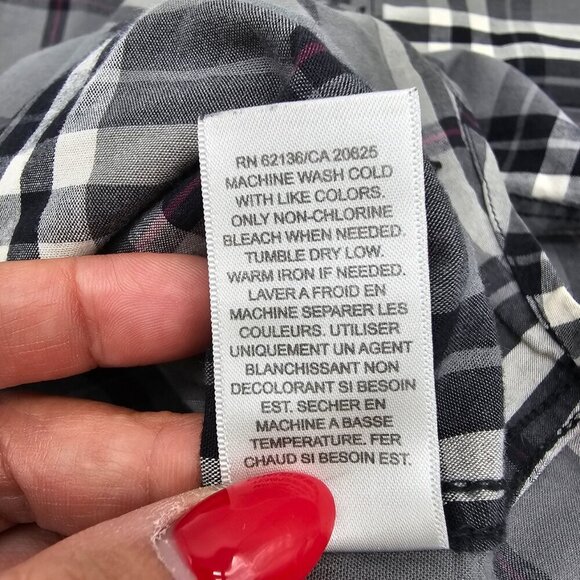 RN 62136/CA 20625
MACHINE WASH COLD
WITH LIKE COLORS.
ONLY NON-CHLORINE
BLEACH WHEN NEEDED.
TUMBLE DRY LOW.
WARM IRON IF NEEDED.
LAVER A FROID EN
MACHINE SEPARER LES
COULEURS. UTILISER
UNIQUEMENT UN AGENT
BLANCHISSANT NON
DECOLORANT SI BESOIN
EST. SECHER EN
MACHINE A BASSE
TEMPERATURE. FER
CHAUD SI BESOIN EST.